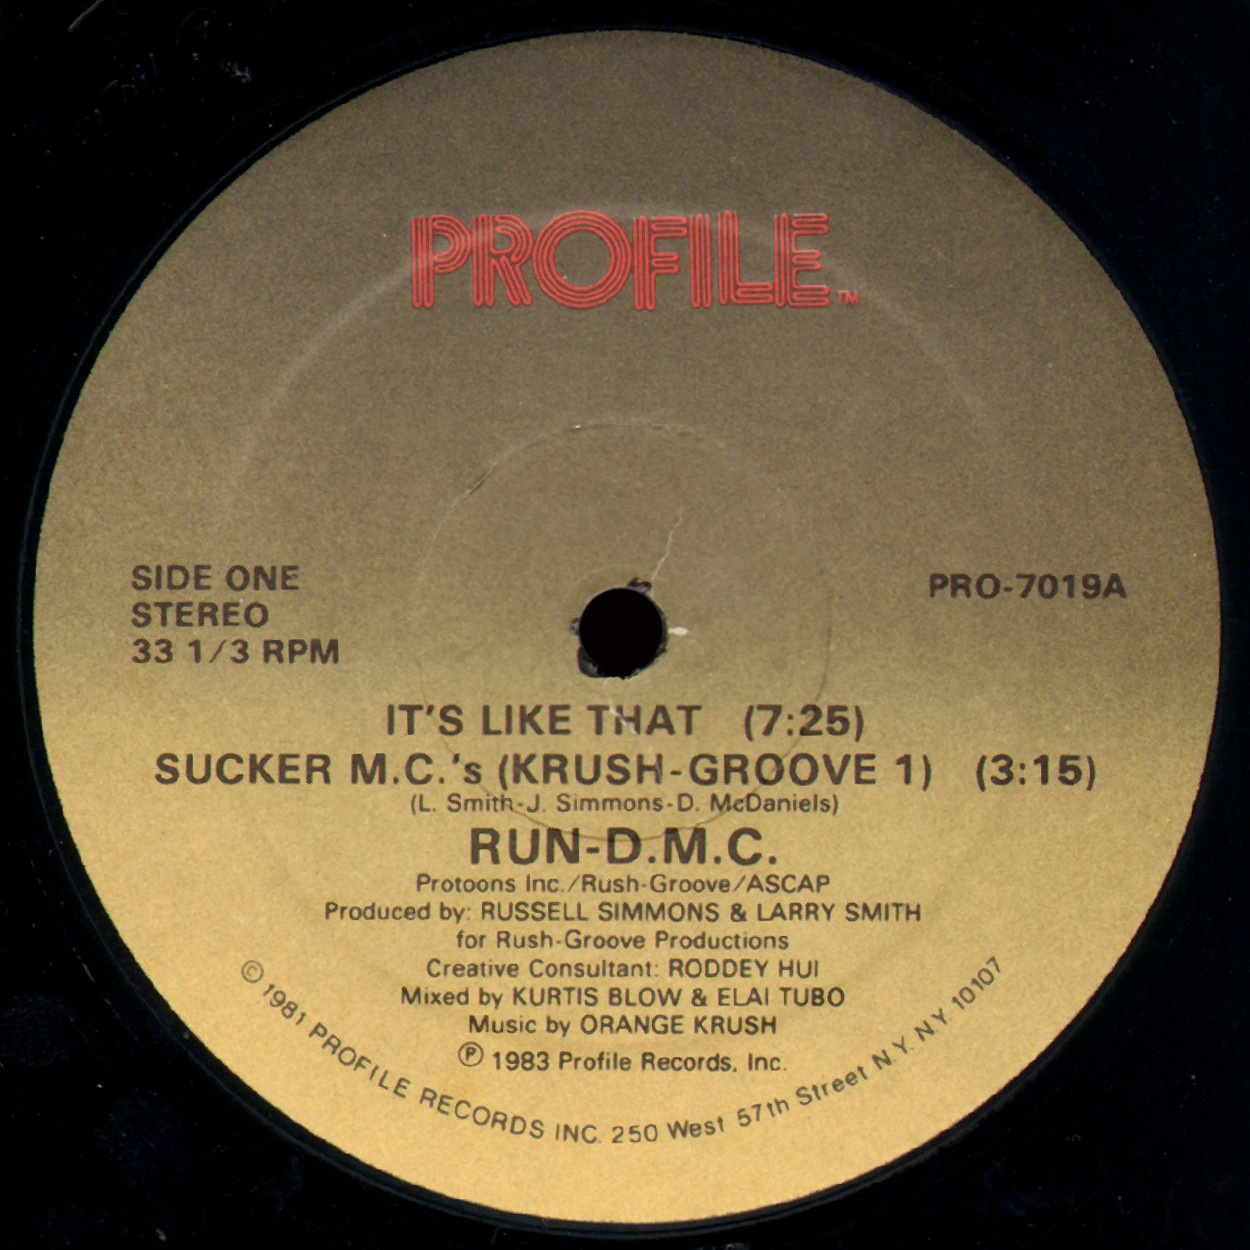 PROFILE™
SIDE ONE
STEREO
33 1/3 RPM
PRO-7019A
IT'S LIKE THAT (7:25)
SUCKER M.C.'s (KRUSH-GROOVE 1) (3:15)
(L. Smith-J. Simmons-D. McDaniels)
RUN-D.M.C.
Protoons Inc./Rush-Groove/ASCAP
Produced by: RUSSELL SIMMONS & LARRY SMITH
for Rush-Groove Productions
Creative Consultant: RODDEY HUI
Mixed by KURTIS BLOW & ELAI TUBO
Music by ORANGE KRUSH
℗ 1983 Profile Records, Inc.
© 1981 PROFILE RECORDS INC. 250 West 57th Street N.Y. N.Y. 10107